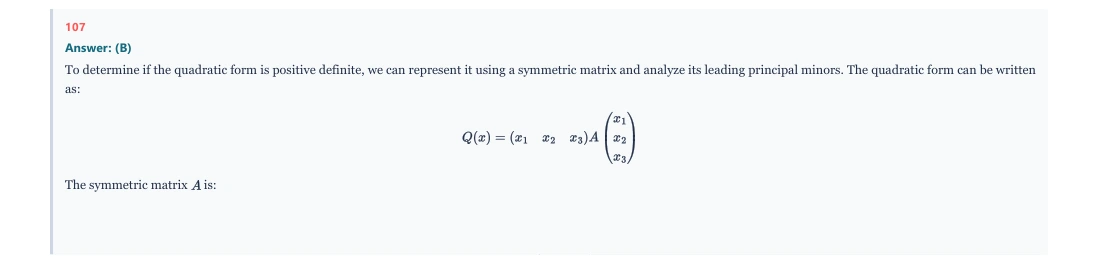 107
Answer: (B)
To determine if the quadratic form is positive definite, we can represent it using a symmetric matrix and analyze its leading principal minors. The quadratic form can be written
as:
Q(x) = (x₁ x₂ x₃)A (x₁ x₂ x₃)
The symmetric matrix A is: